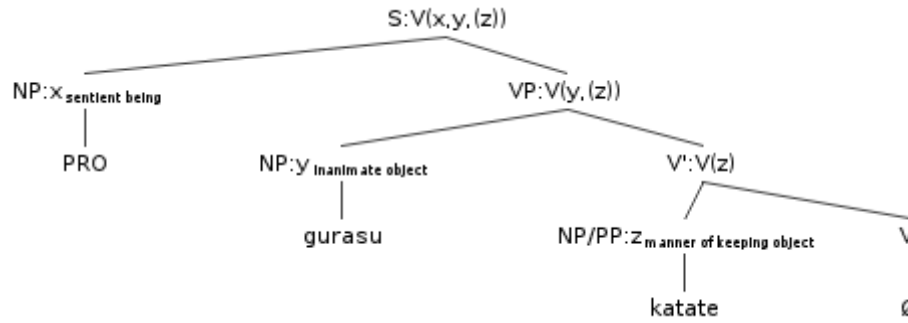 S:V(x,y,(z))
NP:x sentient being VP:V(y,(z))
PRO NP:y inanimate object V':V(z)
gurasu NP/PP:z manner of keeping object V
katate